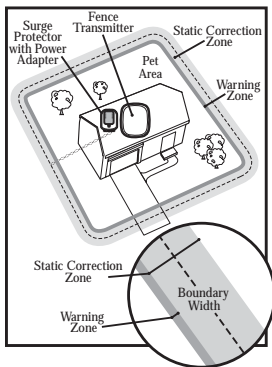 Surge
Protector
with Power
Adapter
Fence
Transmitter
Static Correction
Zone
Pet
Area
Warning
Zone
Static Correction
Zone
Boundary
Width
Warning
Zone